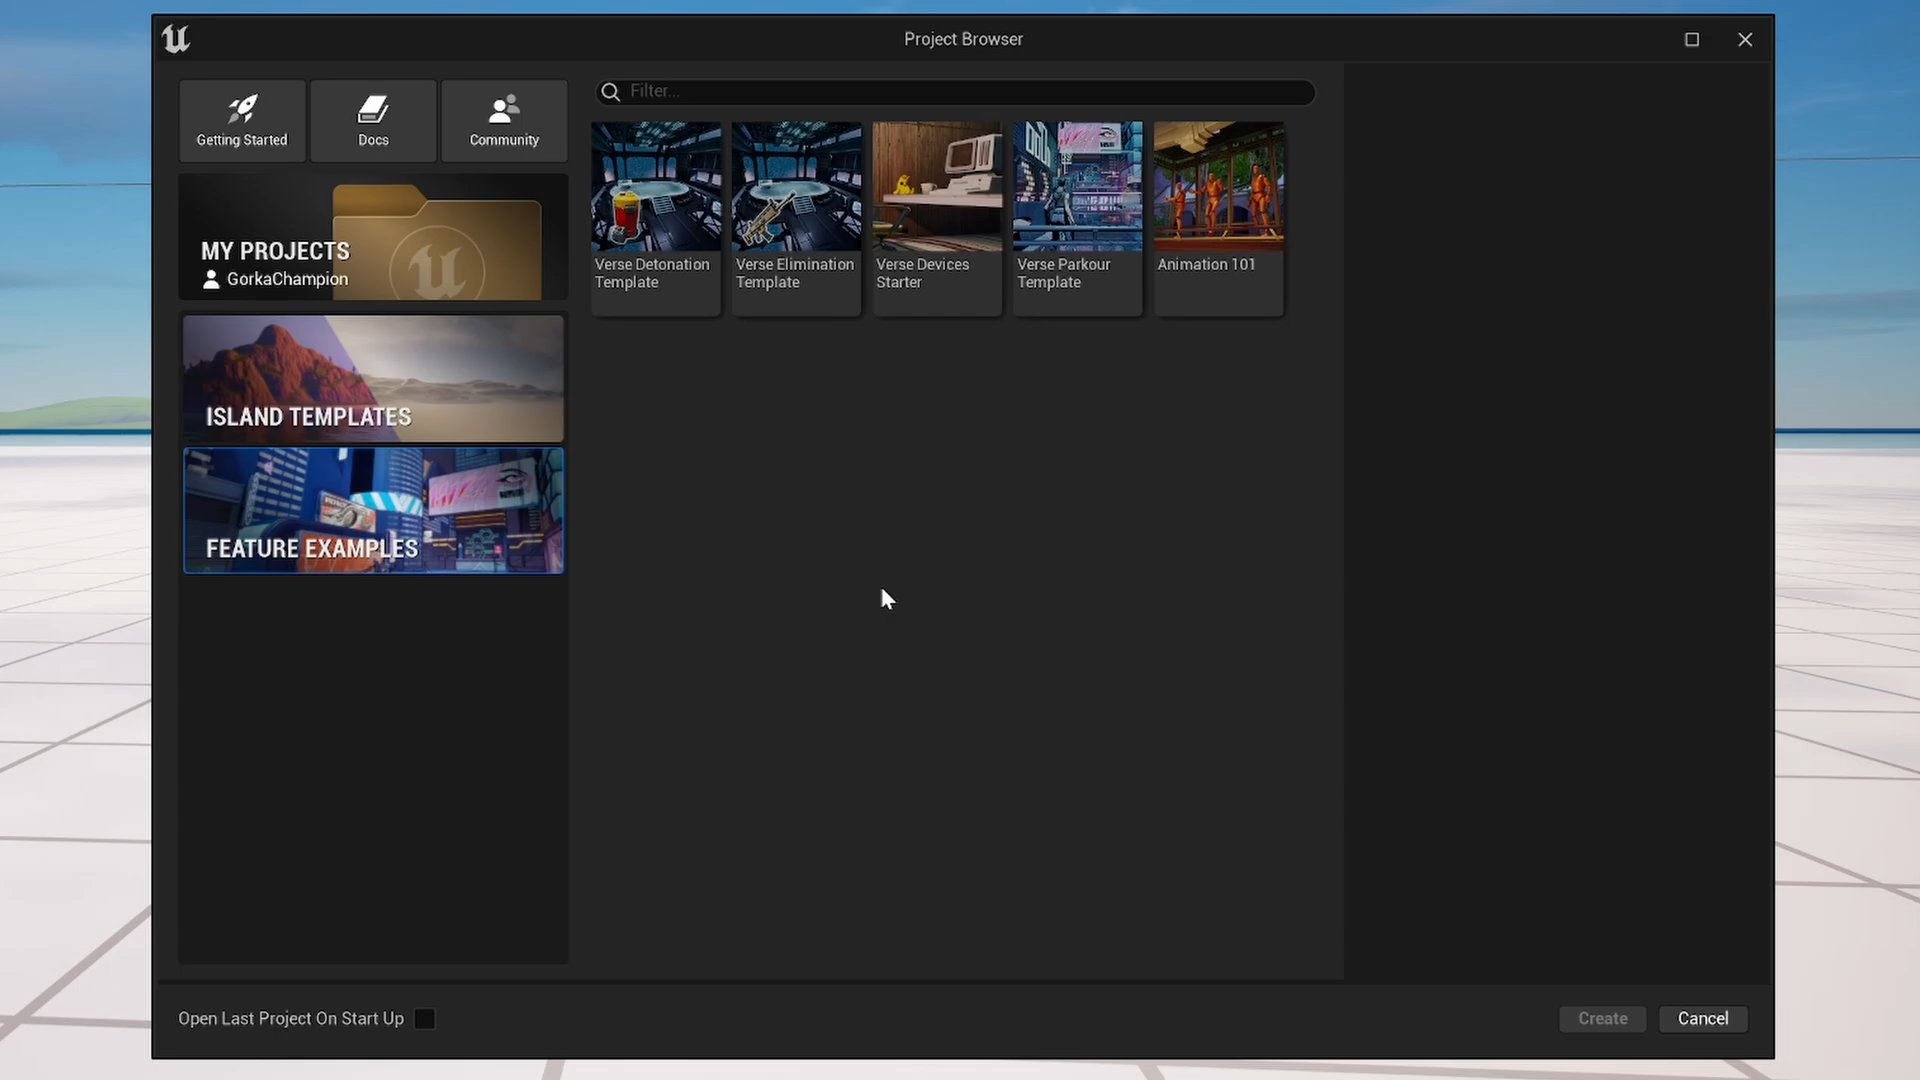 Project Browser
Getting Started
Docs
Community
Filter...
MY PROJECTS
GorkaChampion
ISLAND TEMPLATES
FEATURE EXAMPLES
Verse Detonation
Template
Verse Elimination
Template
Verse Devices
Starter
Verse Parkour
Template
Animation 101
Open Last Project On Start Up
Create
Cancel